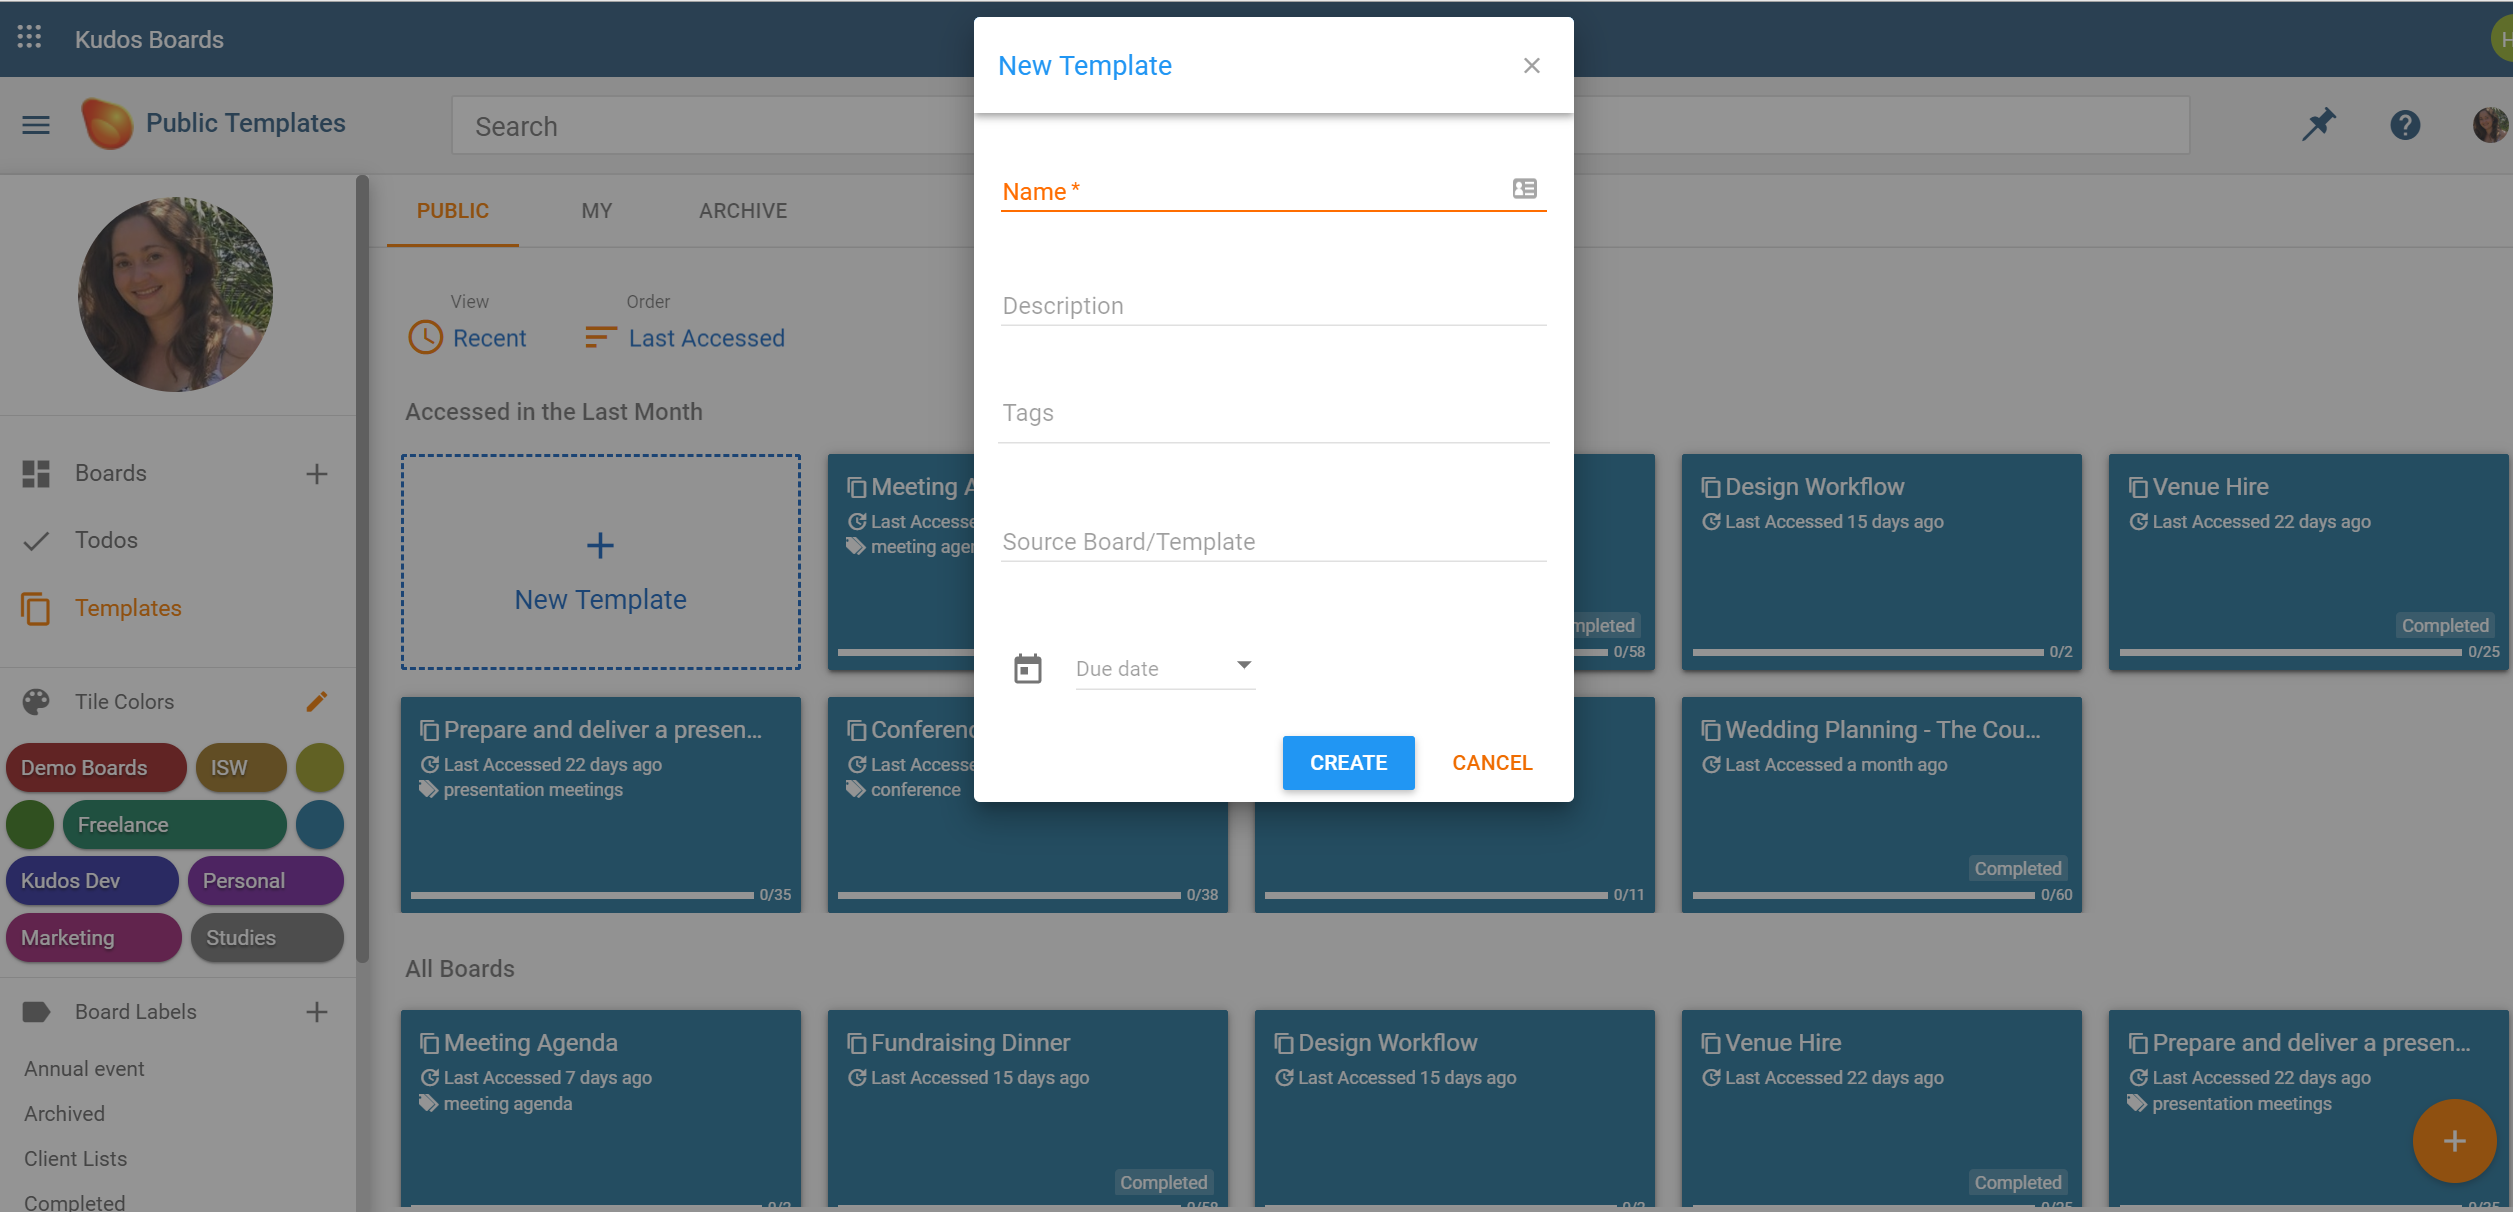 Kudos Boards
H
Public Templates
Search
New Template
Name *
Description
Tags
Source Board/Template
Due date
CREATE
CANCEL
PUBLIC
MY
ARCHIVE
View
Recent
Order
Last Accessed
Boards
Todos
Templates
Tile Colors
Demo Boards
ISW
Freelance
Kudos Dev
Personal
Marketing
Studies
Board Labels
Annual event
Archived
Client Lists
Completed
Accessed in the Last Month
New Template
Meeting A
Last Accesse
meeting age
mpleted
0/58
Design Workflow
Last Accessed 15 days ago
0/2
Venue Hire
Last Accessed 22 days ago
Completed
0/25
Prepare and deliver a presen...
Last Accessed 22 days ago
presentation meetings
0/35
Conferenc
Last Accesse
conference
0/38
0/11
Wedding Planning - The Cou...
Last Accessed a month ago
Completed
0/60
All Boards
Meeting Agenda
Last Accessed 7 days ago
meeting agenda
Fundraising Dinner
Last Accessed 15 days ago
Completed
Design Workflow
Last Accessed 15 days ago
Venue Hire
Last Accessed 22 days ago
Completed
Prepare and deliver a presen...
Last Accessed 22 days ago
presentation meetings